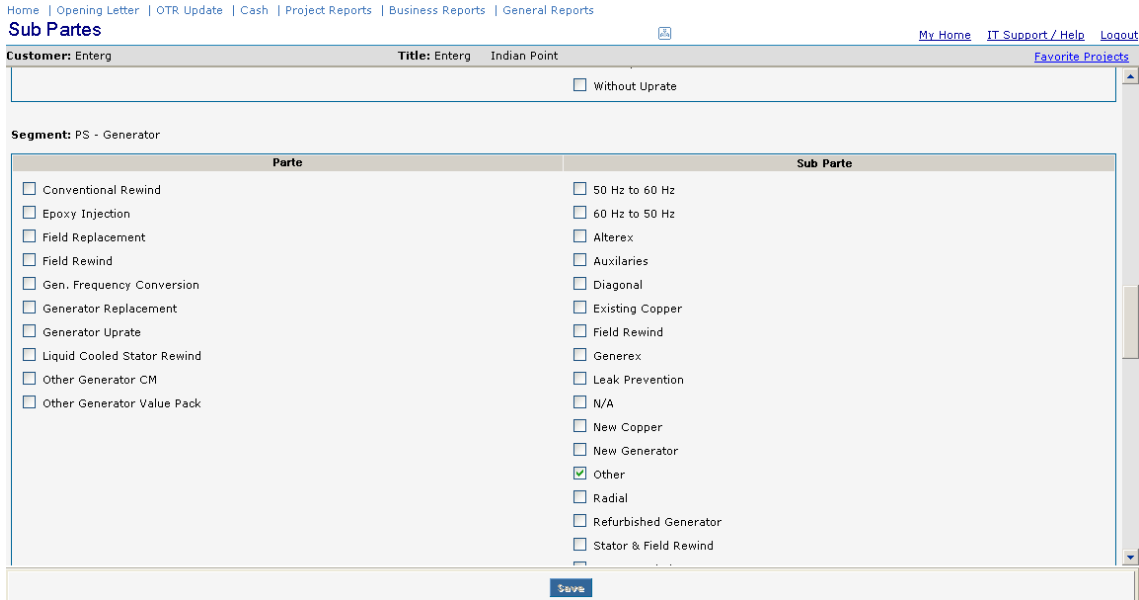 Home | Opening Letter | OTR Update | Cash | Project Reports | Business Reports | General Reports
Sub Partes
My Home IT Support / Help Logout
Customer: Enterg Title: Enterg Indian Point Favorite Projects
Without Uprate
Segment: PS - Generator
Parte Sub Parte
Conventional Rewind 50 Hz to 60 Hz
Epoxy Injection 60 Hz to 50 Hz
Field Replacement Alterex
Field Rewind Auxilaries
Gen. Frequency Conversion Diagonal
Generator Replacement Existing Copper
Generator Uprate Field Rewind
Liquid Cooled Stator Rewind Generex
Other Generator CM Leak Prevention
Other Generator Value Pack N/A
New Copper
New Generator
Other
Radial
Refurbished Generator
Stator & Field Rewind
Save